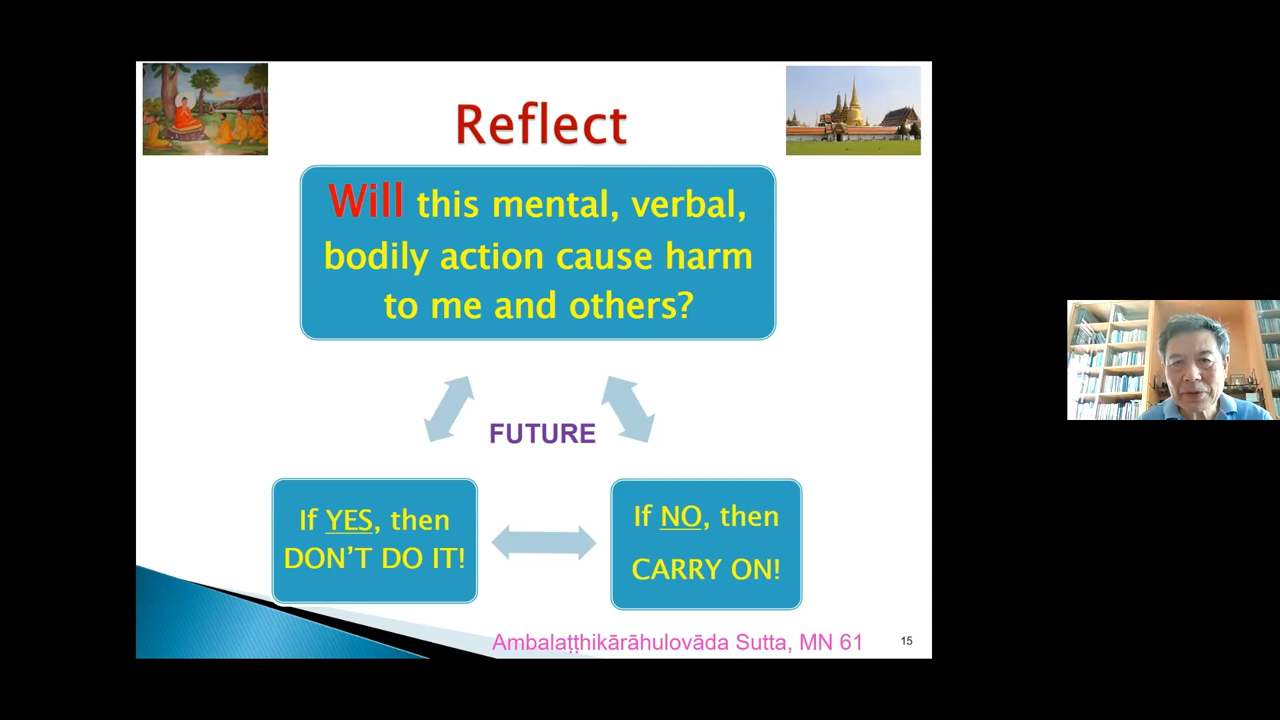 Reflect
Will this mental, verbal,
bodily action cause harm
to me and others?
FUTURE
If YES, then
DON'T DO IT!
If NO, then
CARRY ON!
Ambalaṭṭhikārāhulovāda Sutta, MN 61
15